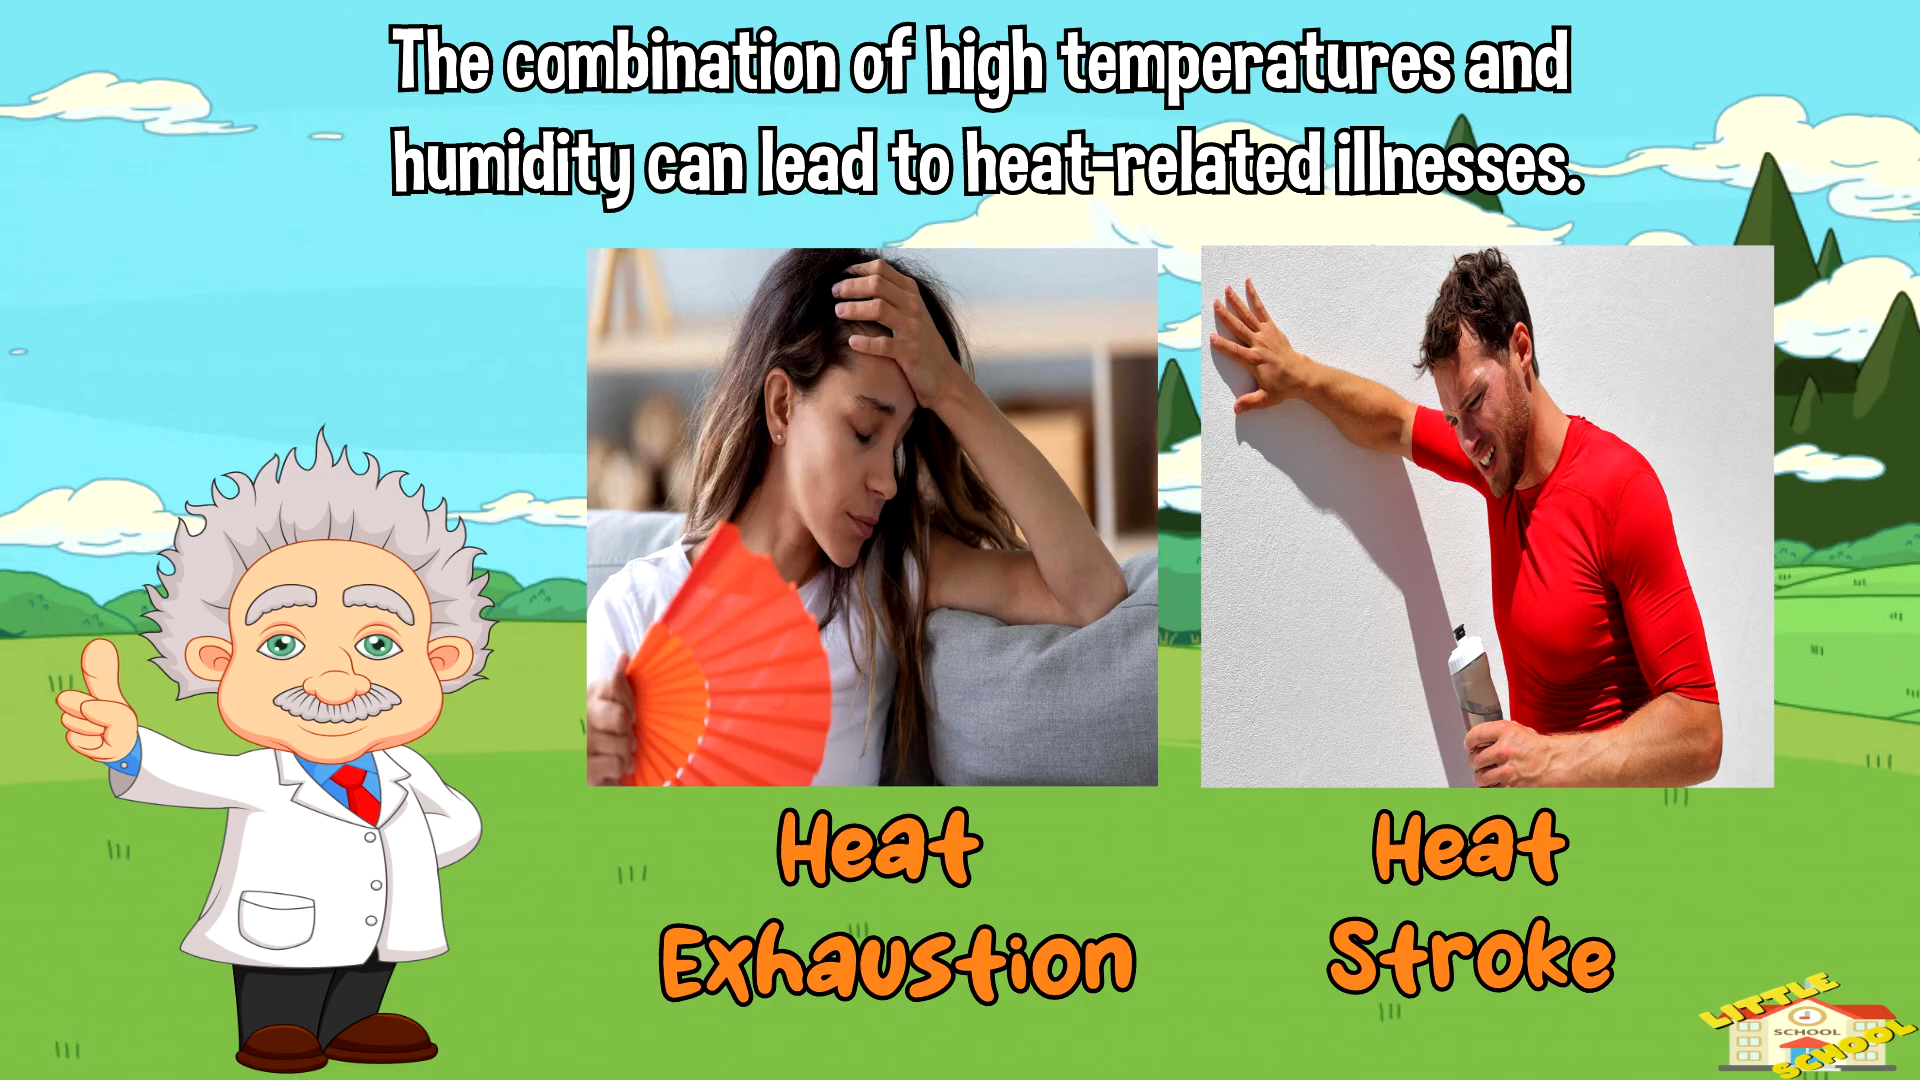 The combination of high temperatures and
humidity can lead to heat-related illnesses.
Heat
Exhaustion
Heat
Stroke
LITTLE
SCHOOL
SCHOOL